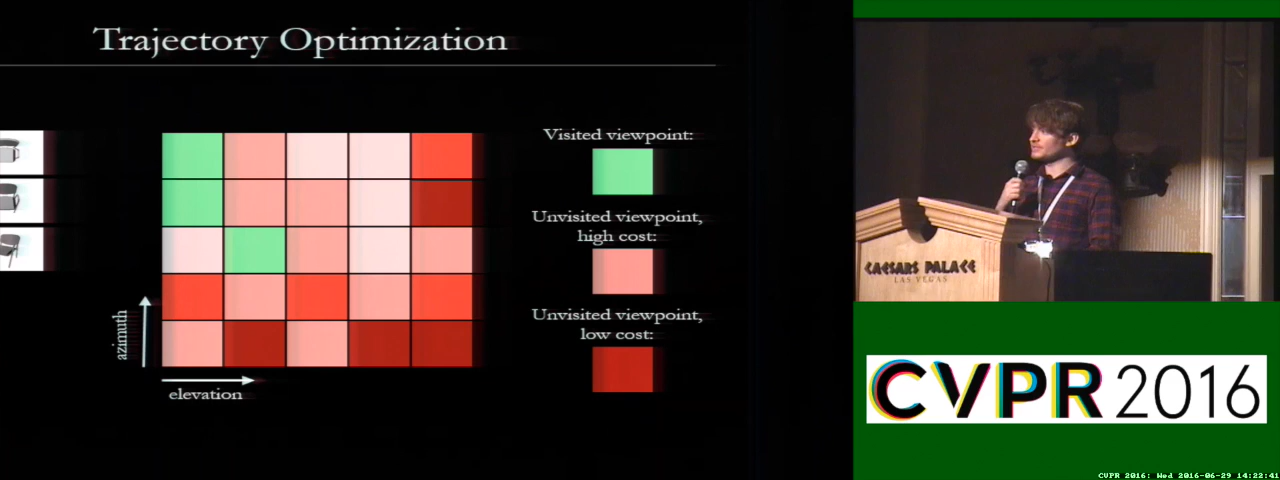 Trajectory Optimization
Visited viewpoint:
Unvisited viewpoint,
high cost:
Unvisited viewpoint,
low cost:
azimuth
elevation
CAESARS PALACE
LAS VEGAS
CVPR 2016
CVPR 2016: Wed 2016-06-29 14:22:41